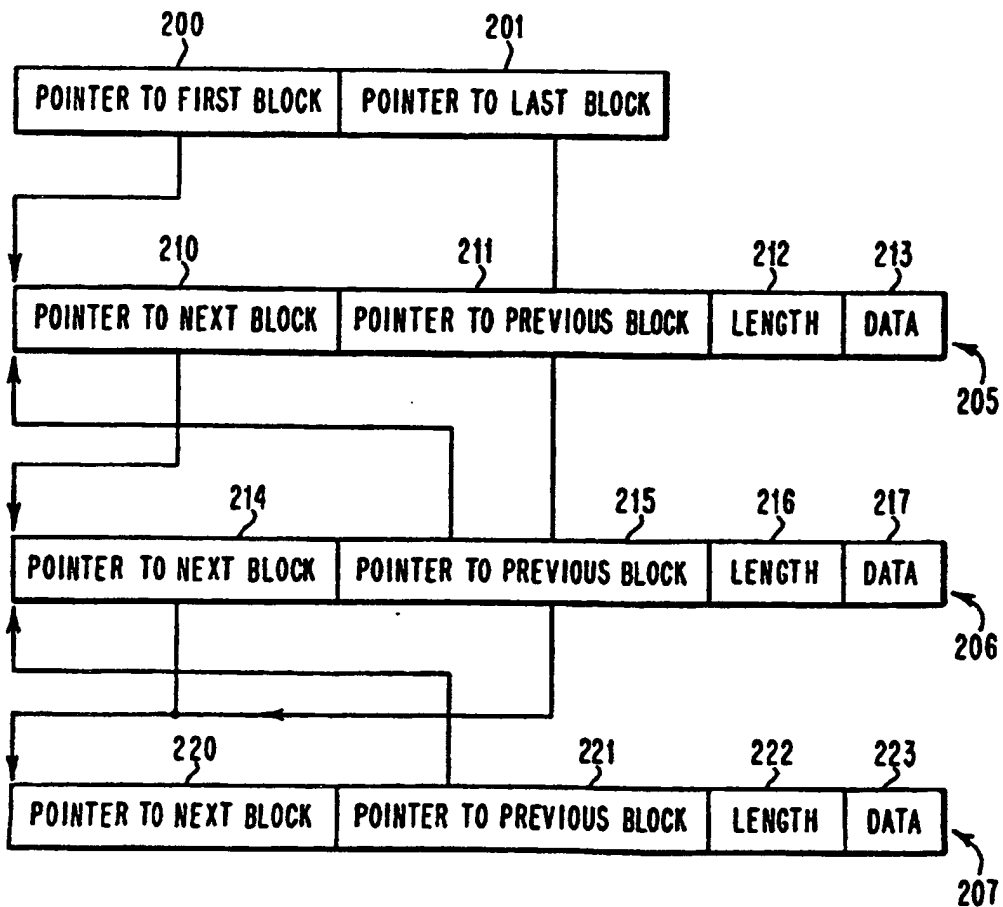 200 201
POINTER TO FIRST BLOCK POINTER TO LAST BLOCK
210 211 212 213
POINTER TO NEXT BLOCK POINTER TO PREVIOUS BLOCK LENGTH DATA
205
214 215 216 217
POINTER TO NEXT BLOCK POINTER TO PREVIOUS BLOCK LENGTH DATA
206
220 221 222 223
POINTER TO NEXT BLOCK POINTER TO PREVIOUS BLOCK LENGTH DATA
207